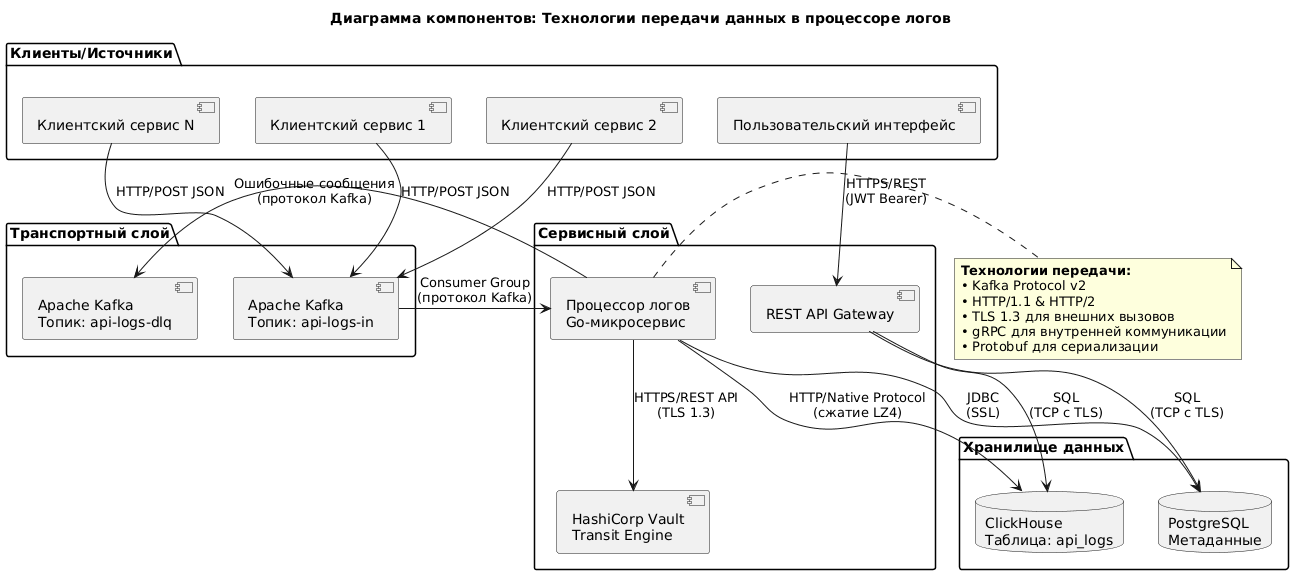 Диаграмма компонентов: Технологии передачи данных в процессоре логов
Клиенты/Источники
Клиентский сервис N
Клиентский сервис 1
Клиентский сервис 2
Пользовательский интерфейс
HTTP/POST JSON
Ошибочные сообщения
(протокол Kafka)
HTTP/POST JSON
HTTP/POST JSON
HTTPS/REST
(JWT Bearer)
Транспортный слой
Apache Kafka
Топик: api-logs-dlq
Apache Kafka
Топик: api-logs-in
Consumer Group
(протокол Kafka)
Сервисный слой
Процессор логов
Go-микросервис
REST API Gateway
Технологии передачи:
• Kafka Protocol v2
• HTTP/1.1 & HTTP/2
• TLS 1.3 для внешних вызовов
• gRPC для внутренней коммуникации
• Protobuf для сериализации
HTTPS/REST API
(TLS 1.3)
HTTP/Native Protocol
(сжатие LZ4)
JDBC
(SSL)
SQL
(TCP с TLS)
SQL
(TCP с TLS)
HashiCorp Vault
Transit Engine
Хранилище данных
ClickHouse
Таблица: api_logs
PostgreSQL
Метаданные